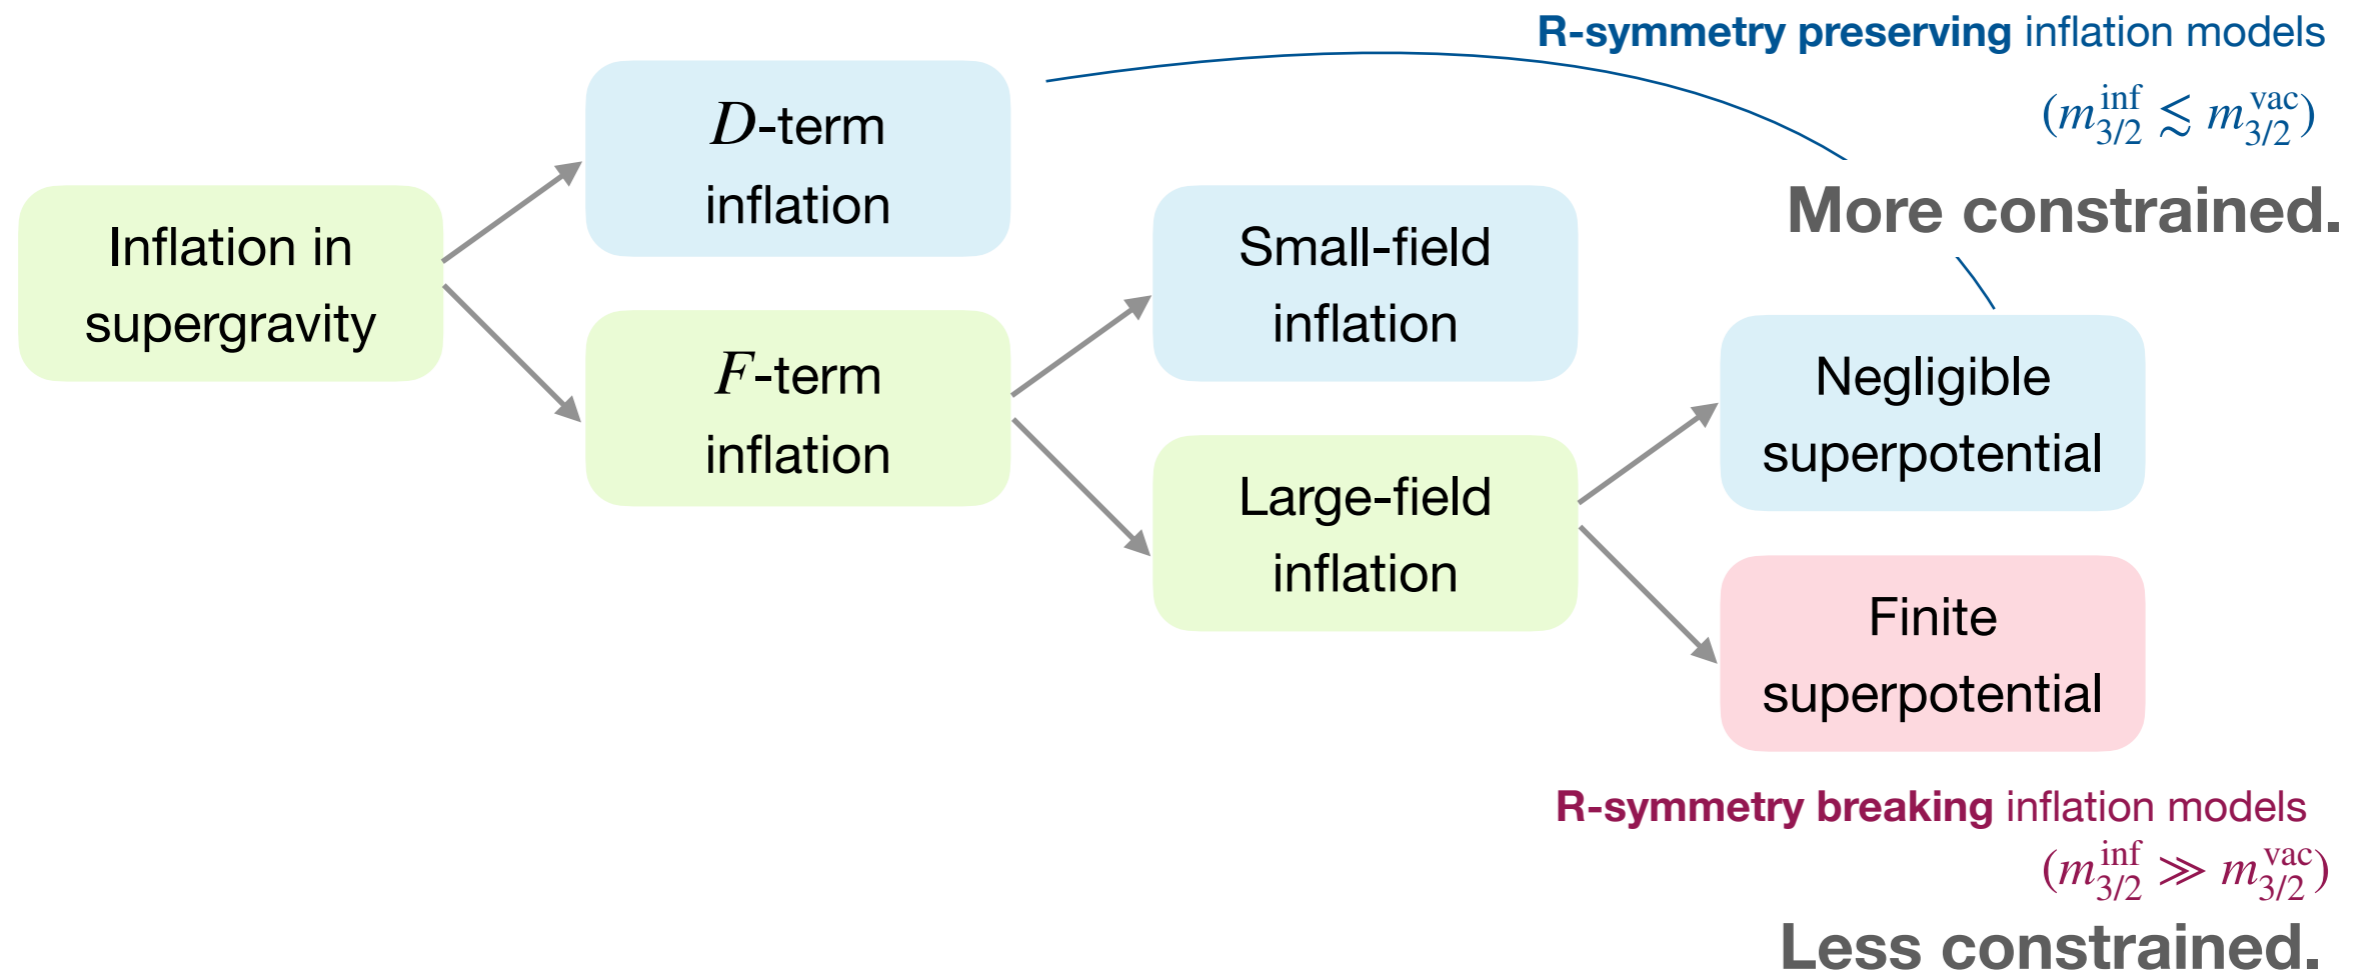 R-symmetry preserving inflation models
(m_{3/2}^{inf} ≲ m_{3/2}^{vac})
More constrained.
D-term
inflation
Inflation in
supergravity
F-term
inflation
Small-field
inflation
Large-field
inflation
Negligible
superpotential
Finite
superpotential
R-symmetry breaking inflation models
(m_{3/2}^{inf} ≫ m_{3/2}^{vac})
Less constrained.